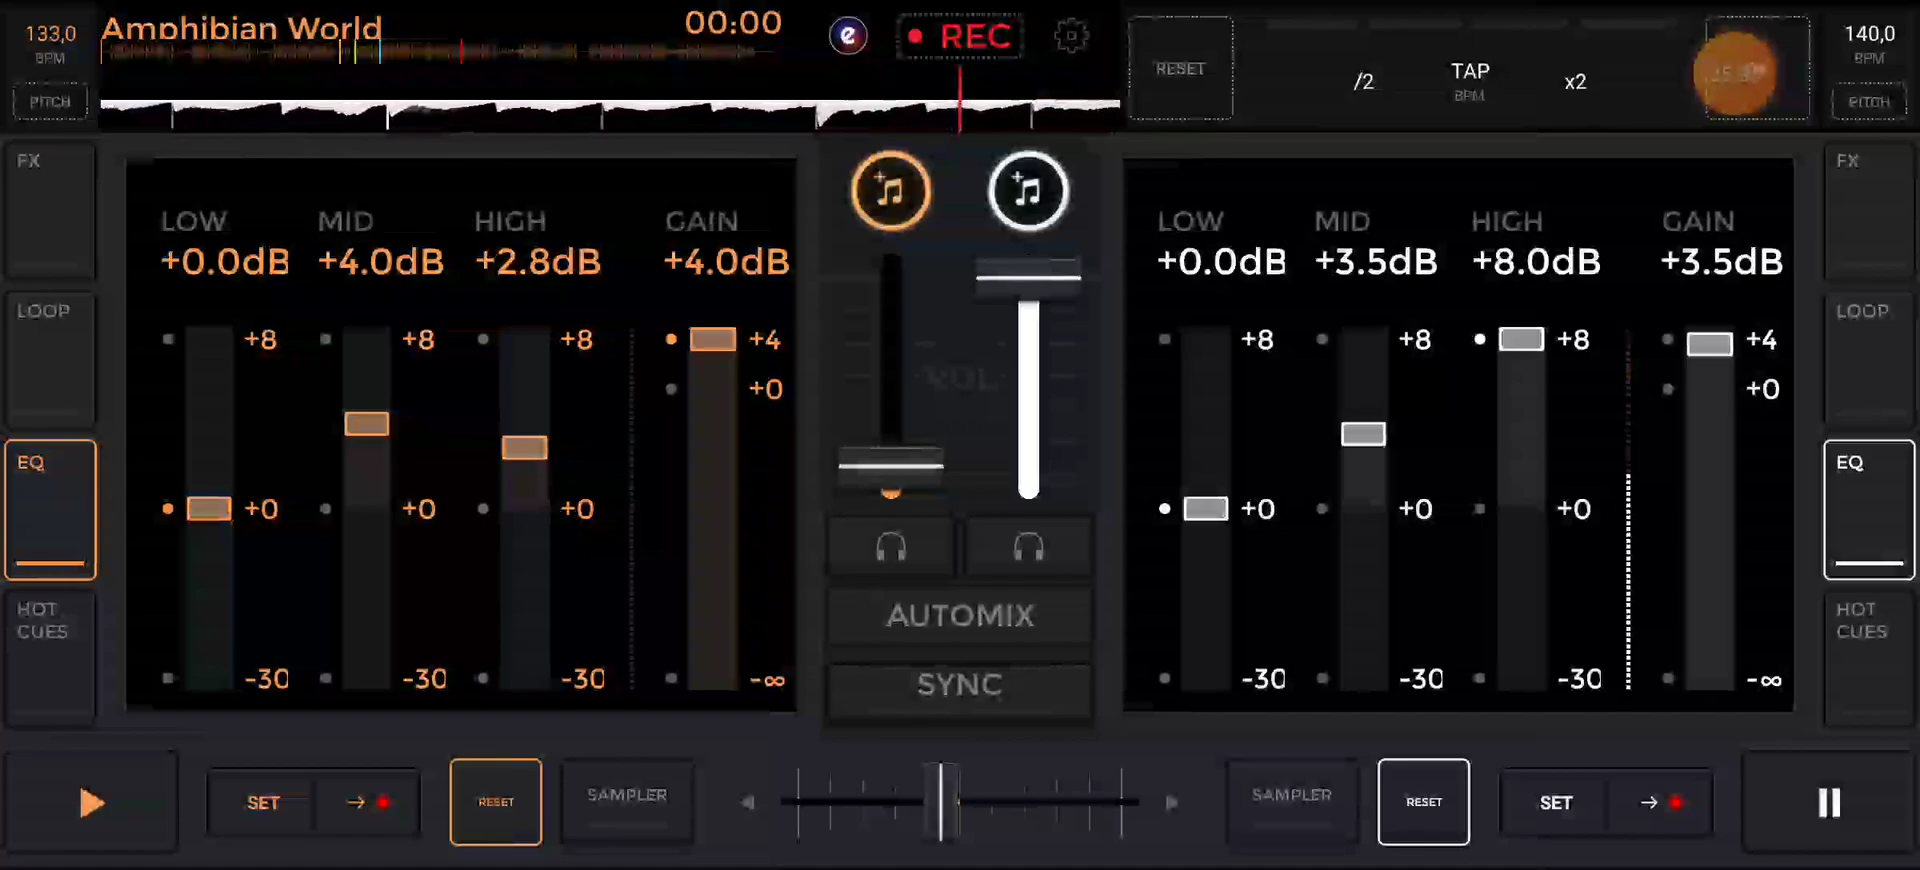 133,0
BPM
PITCH
Amphibian World
00:00
e
REC
RESET
/2
TAP
BPM
x2
140,0
BPM
PITCH
FX
LOOP
EQ
HOT
CUES
LOW MID HIGH GAIN
+0.0dB +4.0dB +2.8dB +4.0dB
+8 +8 +8 +4
+0
+0 +0 +0
-30 -30 -30 -∞
VOL
AUTOMIX
SYNC
LOW MID HIGH GAIN
+0.0dB +3.5dB +8.0dB +3.5dB
+8 +8 +8 +4
+0
+0 +0 +0
-30 -30 -30 -∞
FX
LOOP
EQ
HOT
CUES
SET
RESET
SAMPLER
SAMPLER
RESET
SET